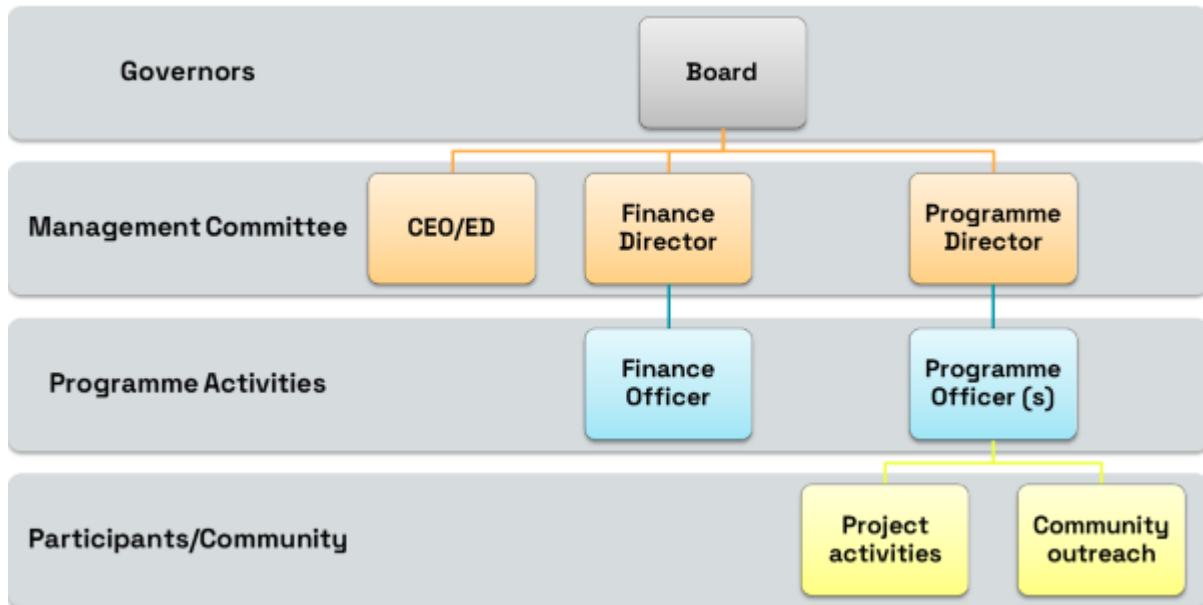 Governors
Board
Management Committee
CEO/ED
Finance
Director
Programme
Director
Programme Activities
Finance
Officer
Programme
Officer (s)
Participants/Community
Project
activities
Community
outreach